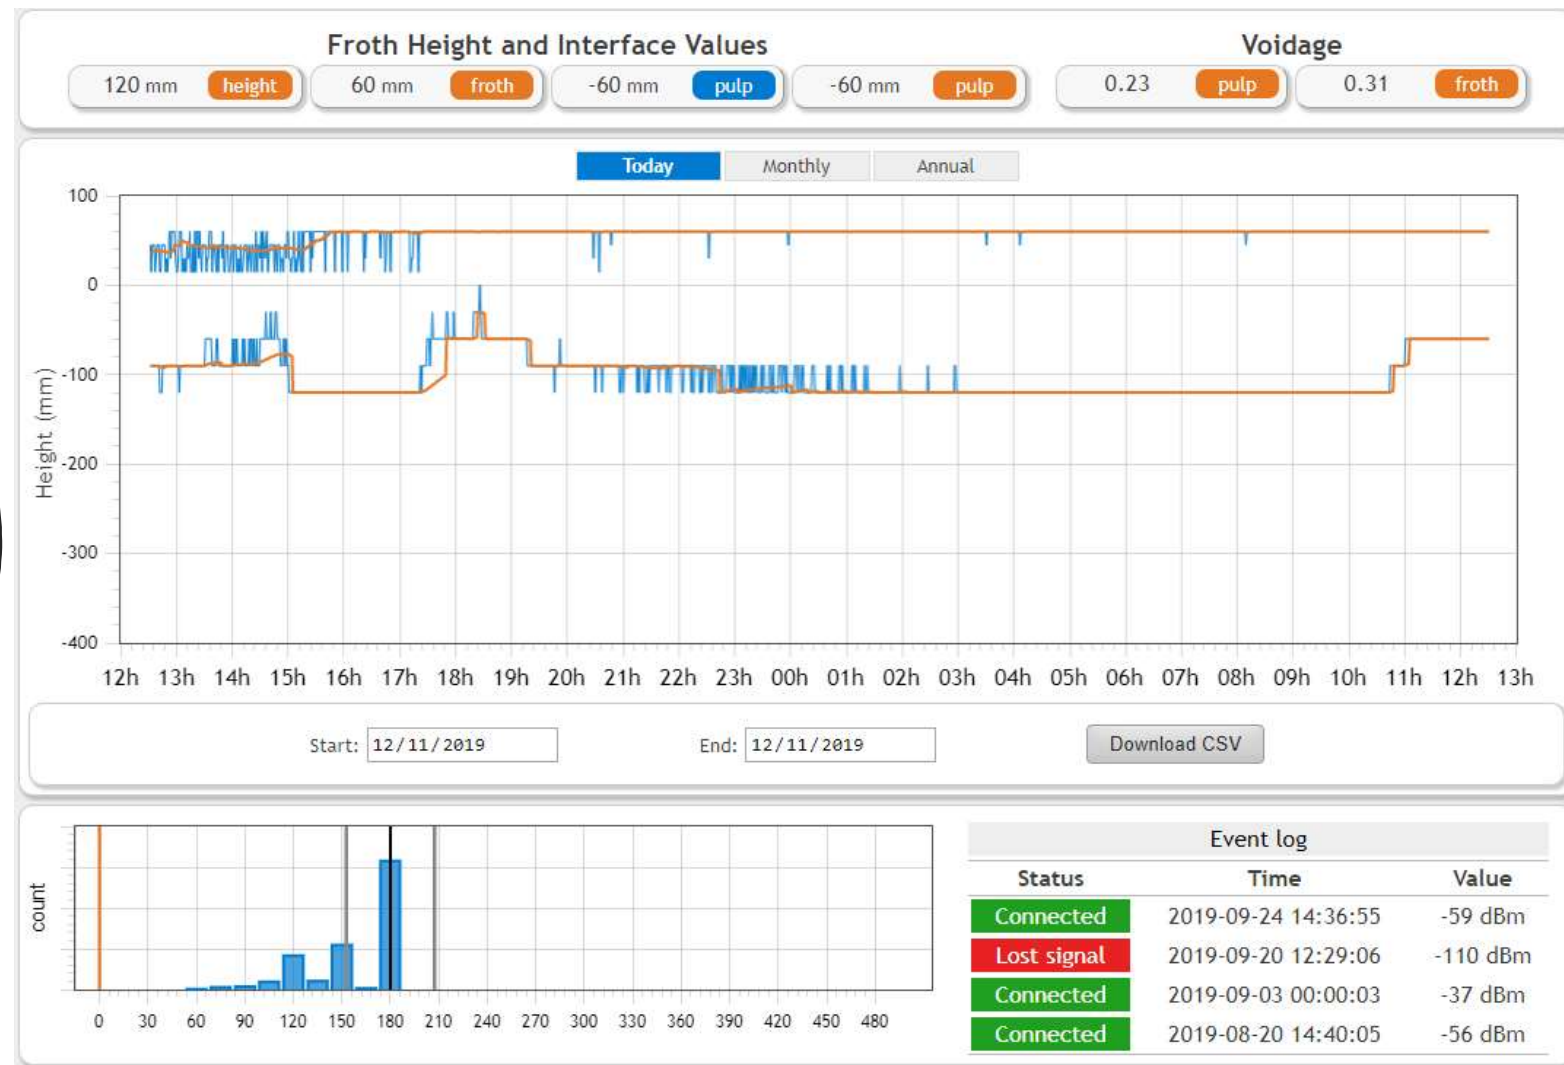 Froth Height and Interface Values
Voidage
120 mm height 60 mm froth -60 mm pulp -60 mm pulp 0.23 pulp 0.31 froth
Today Monthly Annual
100
0
-100
-200
-300
-400
Height (mm)
12h 13h 14h 15h 16h 17h 18h 19h 20h 21h 22h 23h 00h 01h 02h 03h 04h 05h 06h 07h 08h 09h 10h 11h 12h 13h
Start: 12/11/2019 End: 12/11/2019 Download CSV
count
0 30 60 90 120 150 180 210 240 270 300 330 360 390 420 450 480
Event log
Status Time Value
Connected 2019-09-24 14:36:55 -59 dBm
Lost signal 2019-09-20 12:29:06 -110 dBm
Connected 2019-09-03 00:00:03 -37 dBm
Connected 2019-08-20 14:40:05 -56 dBm